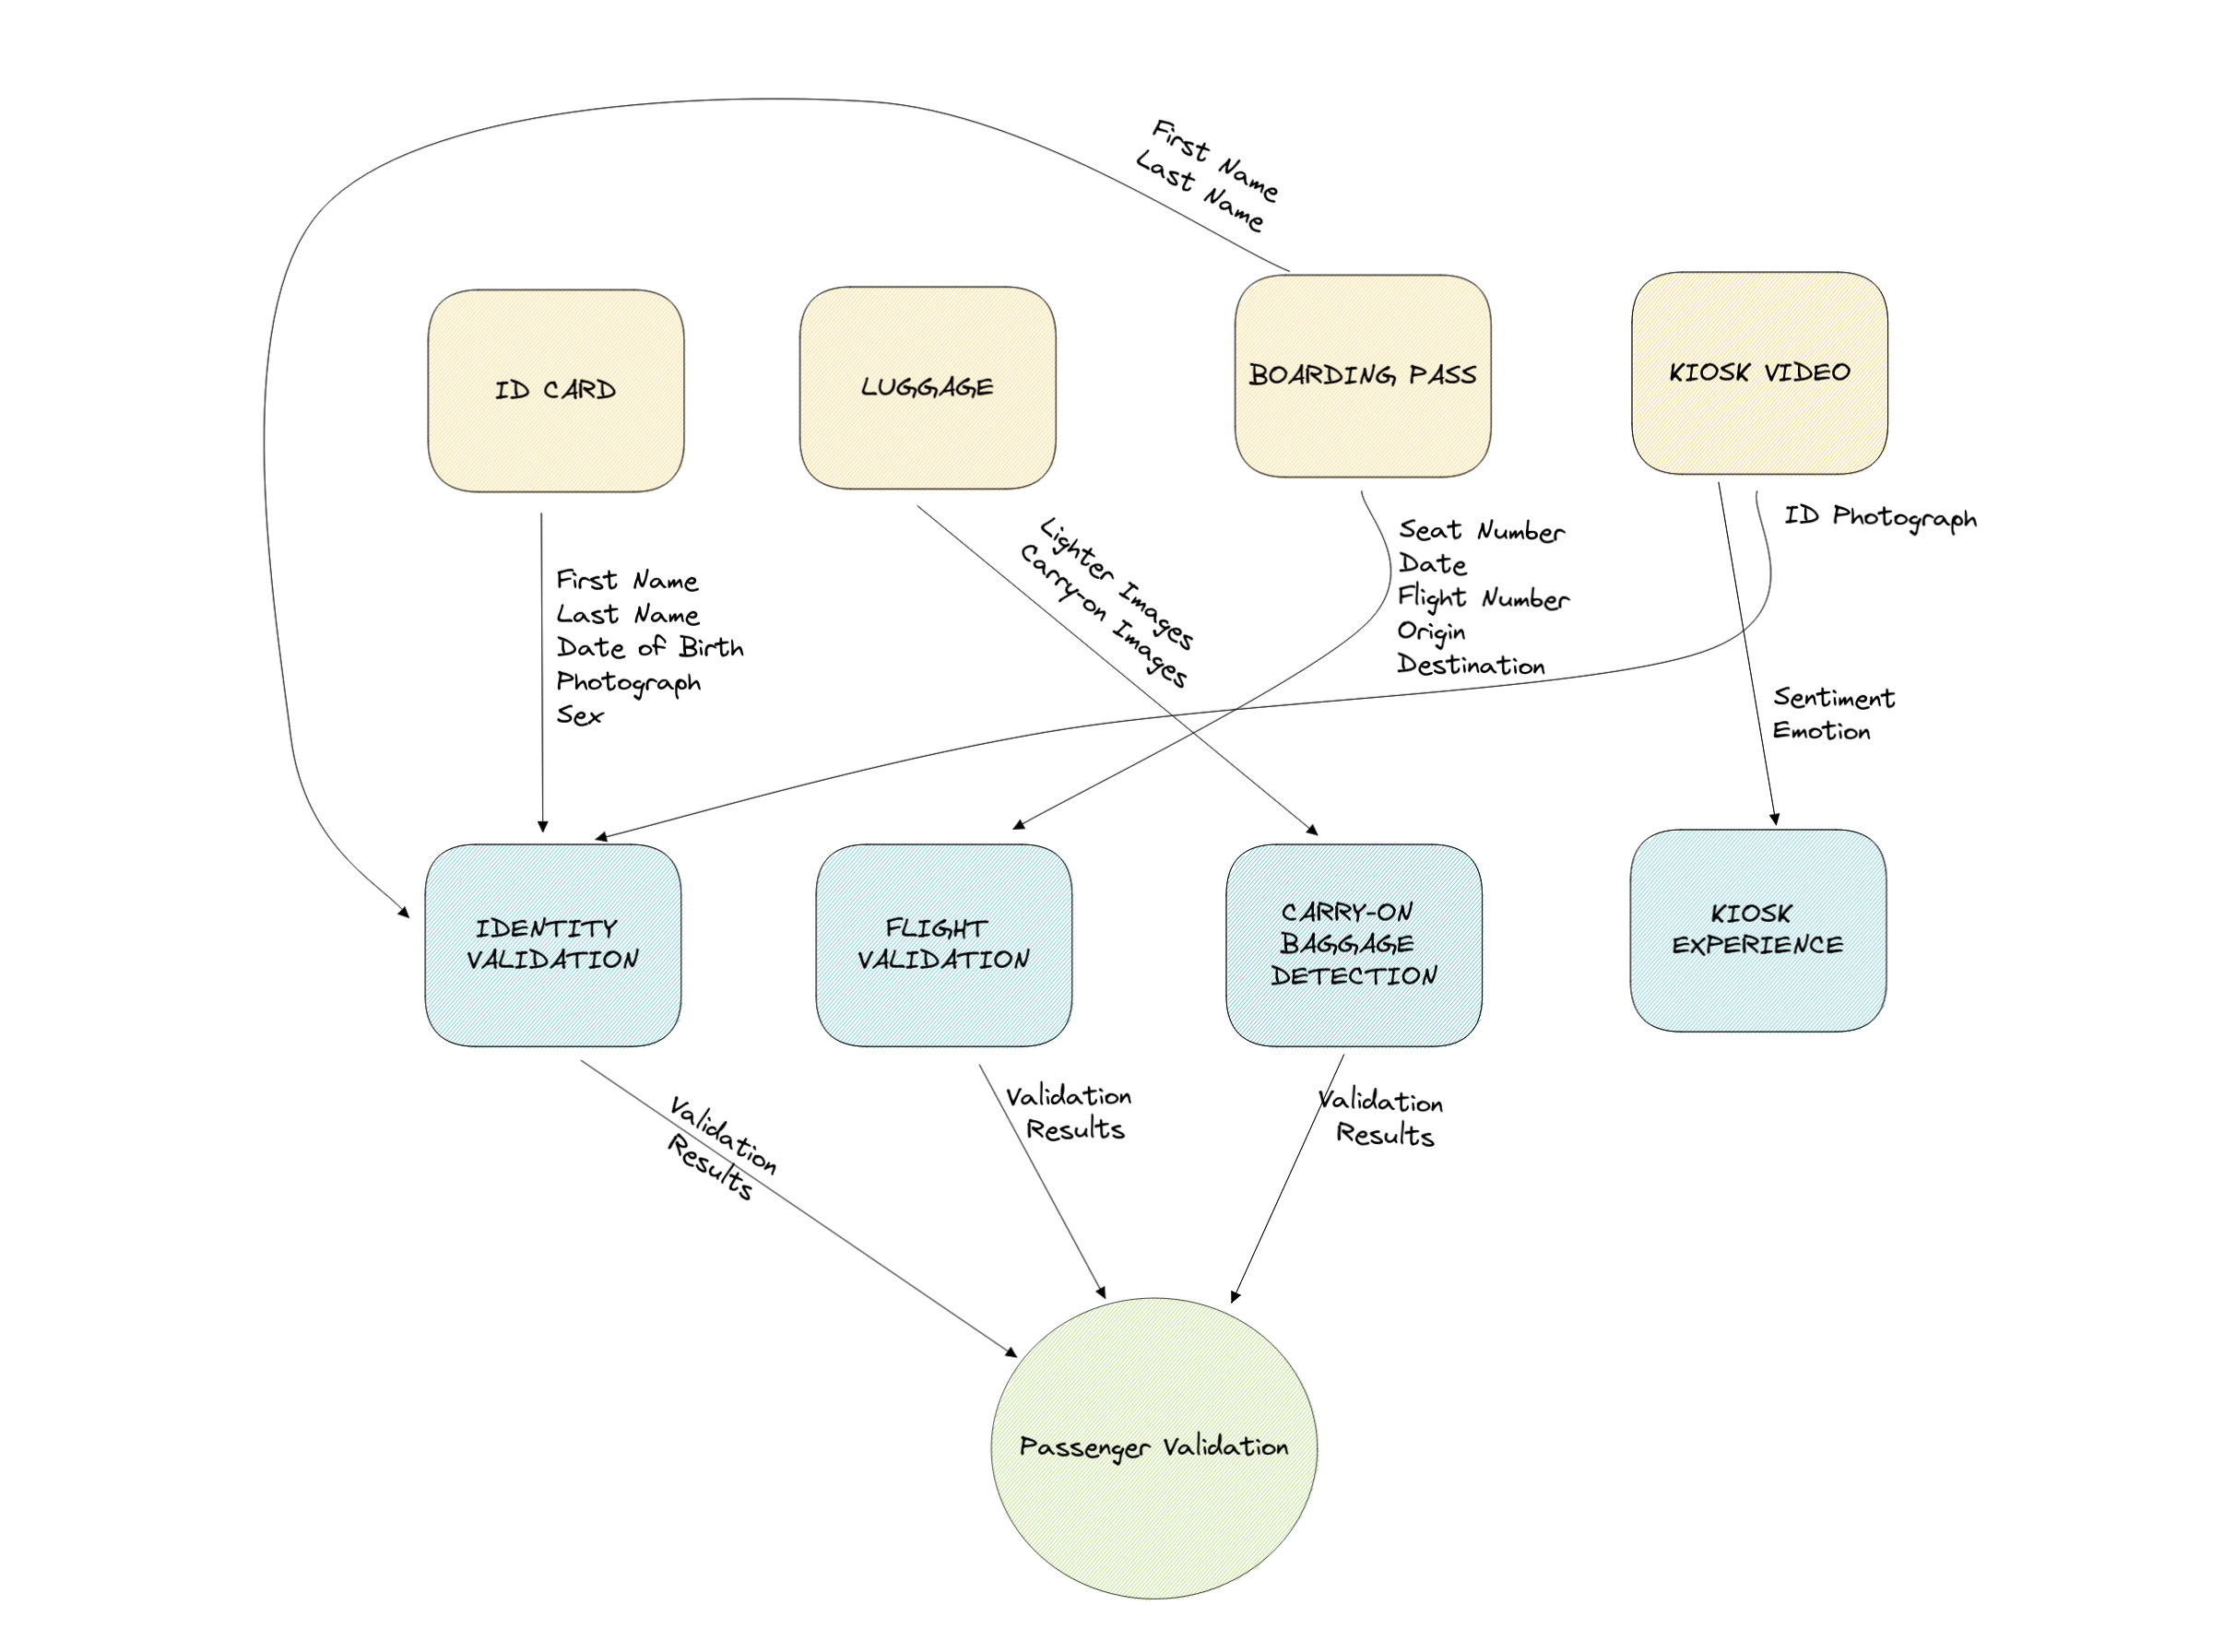 First Name
Last Name
ID CARD
LUGGAGE
BOARDING PASS
KIOSK VIDEO
First Name
Last Name
Date of Birth
Photograph
Sex
Lighter Images
Carry-on Images
Seat Number
Date
Flight Number
Origin
Destination
ID Photograph
Sentiment
Emotion
IDENTITY
VALIDATION
FLIGHT
VALIDATION
CARRY-ON
BAGGAGE
DETECTION
KIOSK
EXPERIENCE
Validation
Results
Validation
Results
Validation
Results
Passenger Validation